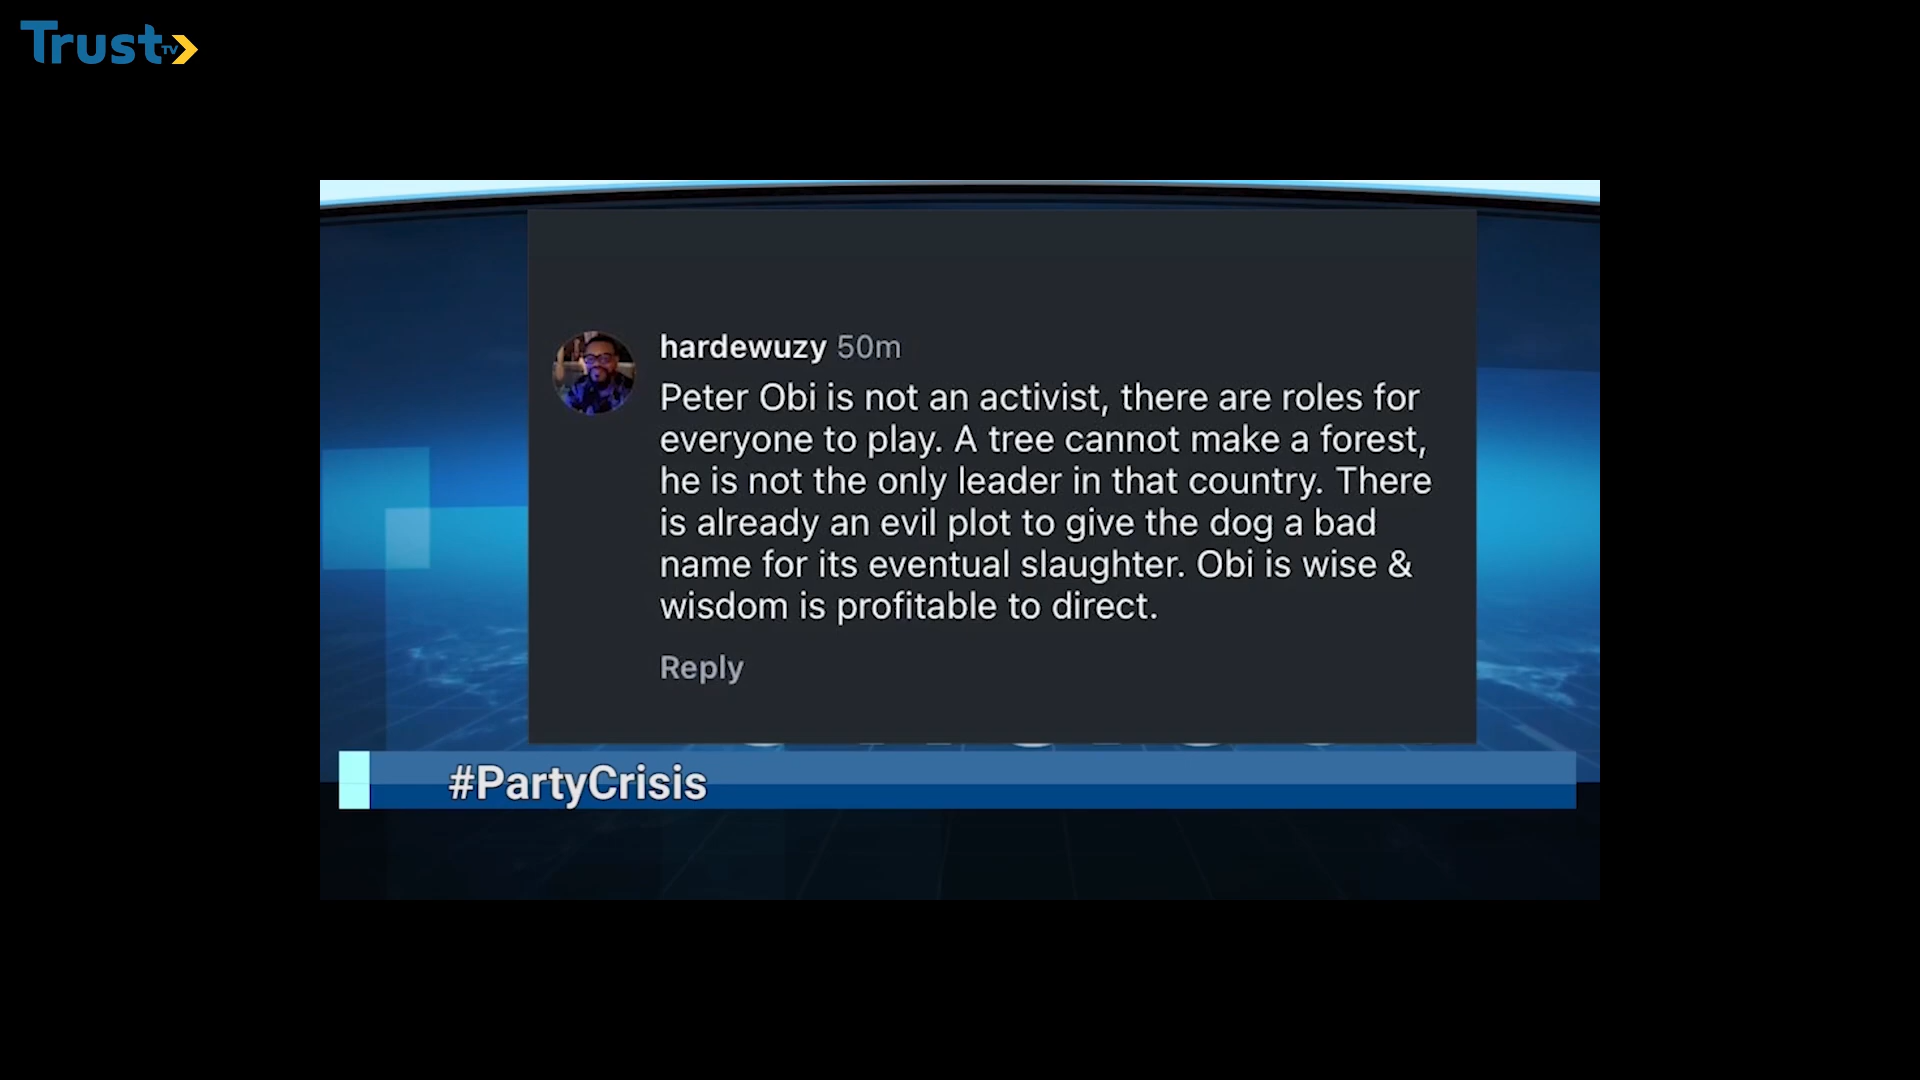 Trust TV
hardewuzy 50m
Peter Obi is not an activist, there are roles for
everyone to play. A tree cannot make a forest,
he is not the only leader in that country. There
is already an evil plot to give the dog a bad
name for its eventual slaughter. Obi is wise &
wisdom is profitable to direct.
Reply
#PartyCrisis